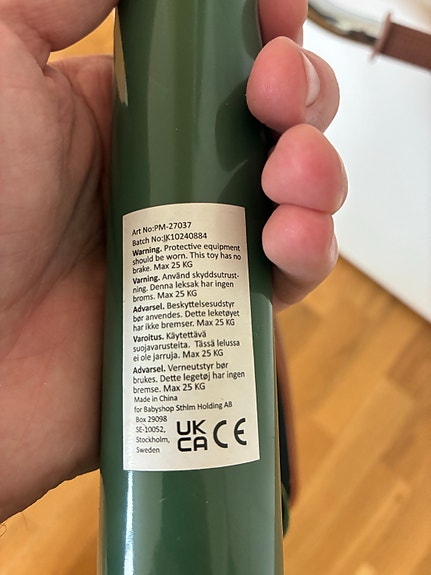 Art No:PM-27037
Batch No:JK10240884
Warning. Protective equipment
should be worn. This toy has no
brake. Max 25 KG
Varning. Använd skyddsutrust-
ning. Denna leksak har ingen
broms. Max 25 KG
Advarsel. Beskyttelsesudstyr
bør anvendes. Dette leketøyet
har ikke bremser. Max 25 KG
Varoitus. Käytettävä
suojavarusteita. Tässä lelussa
ei ole jarruja. Max 25 KG
Advarsel. Verneutstyr bør
brukes. Dette legetøj har ingen
bremse. Max 25 KG
Made in China
for Babyshop Sthlm Holding AB
Box 29098
SE-10052,
Stockholm,
Sweden
UK
CA CE